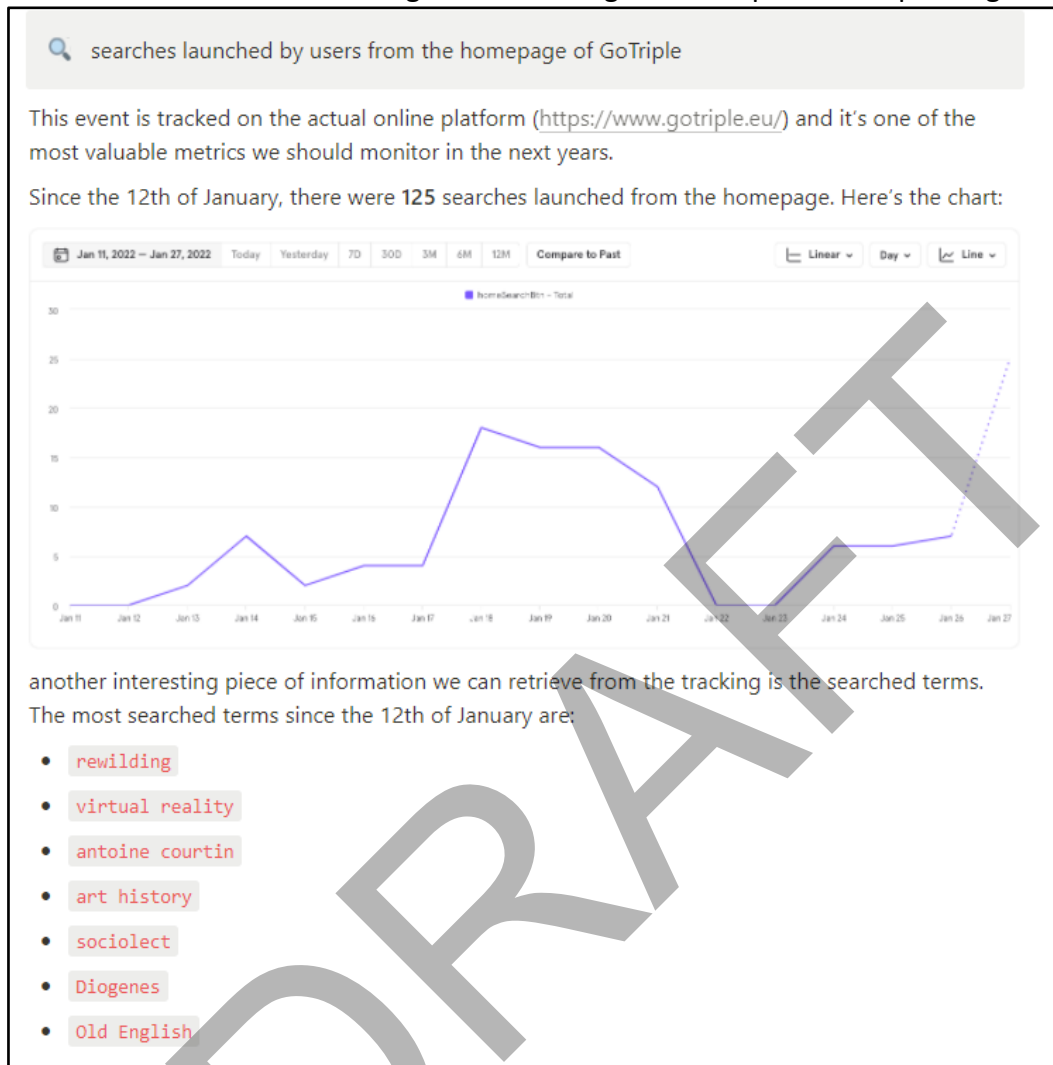 searches launched by users from the homepage of GoTriple
This event is tracked on the actual online platform (https://www.gotriple.eu/) and it's one of the
most valuable metrics we should monitor in the next years.
Since the 12th of January, there were 125 searches launched from the homepage. Here's the chart:
Jan 11, 2022 – Jan 27, 2022 Today Yesterday 7D 30D 3M 6M 12M Compare to Past Linear Day Line
homeSearchBtn - Total
30
25
20
15
10
5
0
Jan 11 Jan 12 Jan 13 Jan 14 Jan 15 Jan 16 Jan 17 Jan 18 Jan 19 Jan 20 Jan 21 Jan 22 Jan 23 Jan 24 Jan 25 Jan 26 Jan 27
another interesting piece of information we can retrieve from the tracking is the searched terms.
The most searched terms since the 12th of January are:
rewilding
virtual reality
antoine courtin
art history
sociolect
Diogenes
Old English
DRAFT